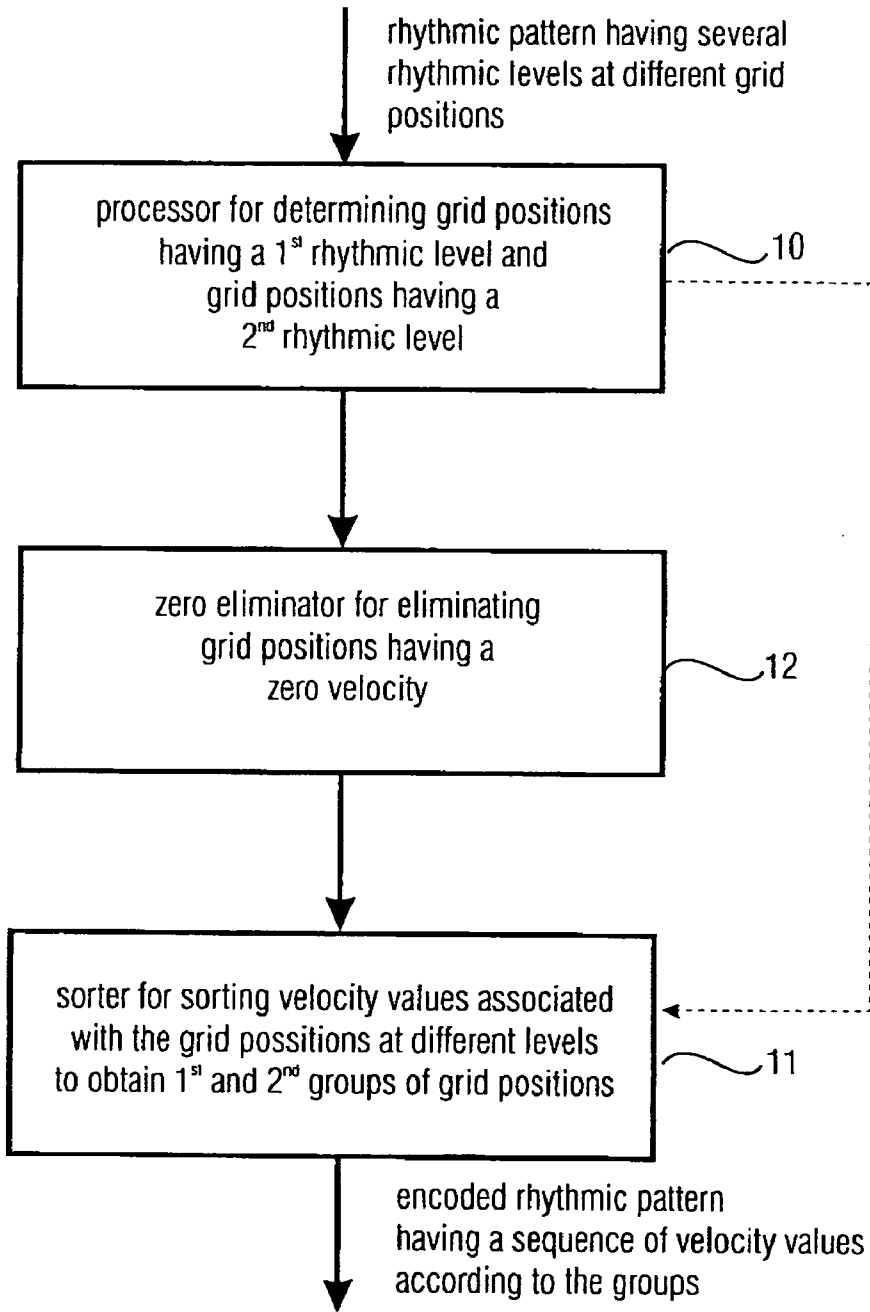 rhythmic pattern having several
rhythmic levels at different grid
positions
processor for determining grid positions
having a 1st rhythmic level and
grid positions having a
2nd rhythmic level
10
zero eliminator for eliminating
grid positions having a
zero velocity
12
sorter for sorting velocity values associated
with the grid possitions at different levels
to obtain 1st and 2nd groups of grid positions
11
encoded rhythmic pattern
having a sequence of velocity values
according to the groups